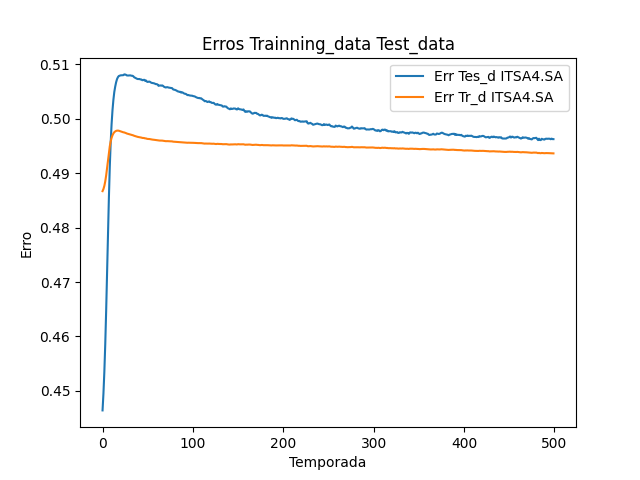 Erros Trainning_data Test_data
Err Tes_d ITSA4.SA
Err Tr_d ITSA4.SA
0.51
0.50
0.49
0.48
0.47
0.46
0.45
Erro
0 100 200 300 400 500
Temporada